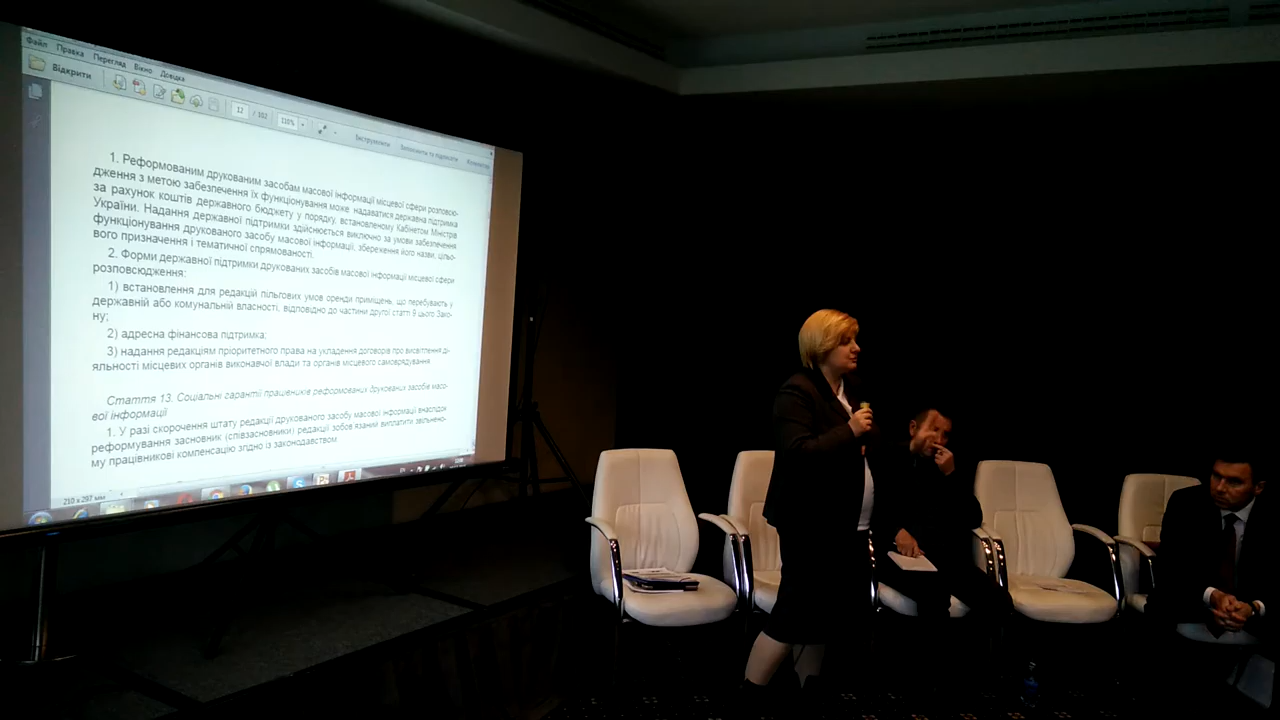 Файл Правка Перегляд Вікно Довідка
Відкрити 12 / 102 110% Інструменти Заповнити та підписати Коментар
1. Реформованим друкованим засобам масової інформації місцевої сфери розповсю-
дження з метою забезпечення їх функціонування може надаватися державна підтримка
за рахунок коштів державного бюджету у порядку, встановленому Кабінетом Міністрів
України. Надання державної підтримки здійснюється виключно за умови забезпечення
функціонування друкованого засобу масової інформації, збереження його назви, цільо-
вого призначення і тематичної спрямованості.
2. Форми державної підтримки друкованих засобів масової інформації місцевої сфери
розповсюдження:
1) встановлення для редакцій пільгових умов оренди приміщень, що перебувають у
державній або комунальній власності, відповідно до частини другої статті 9 цього Зако-
ну;
2) адресна фінансова підтримка;
3) надання редакціям пріоритетного права на укладення договорів про висвітлення ді-
яльності місцевих органів виконавчої влади та органів місцевого самоврядування.
Стаття 13. Соціальні гарантії працівників реформованих друкованих засобів масо-
вої інформації
1. У разі скорочення штату редакції друкованого засобу масової інформації внаслідок
реформування засновник (співзасновники) редакції зобов'язаний виплатити звільнено-
му працівникові компенсацію згідно із законодавством.
210 x 297 мм